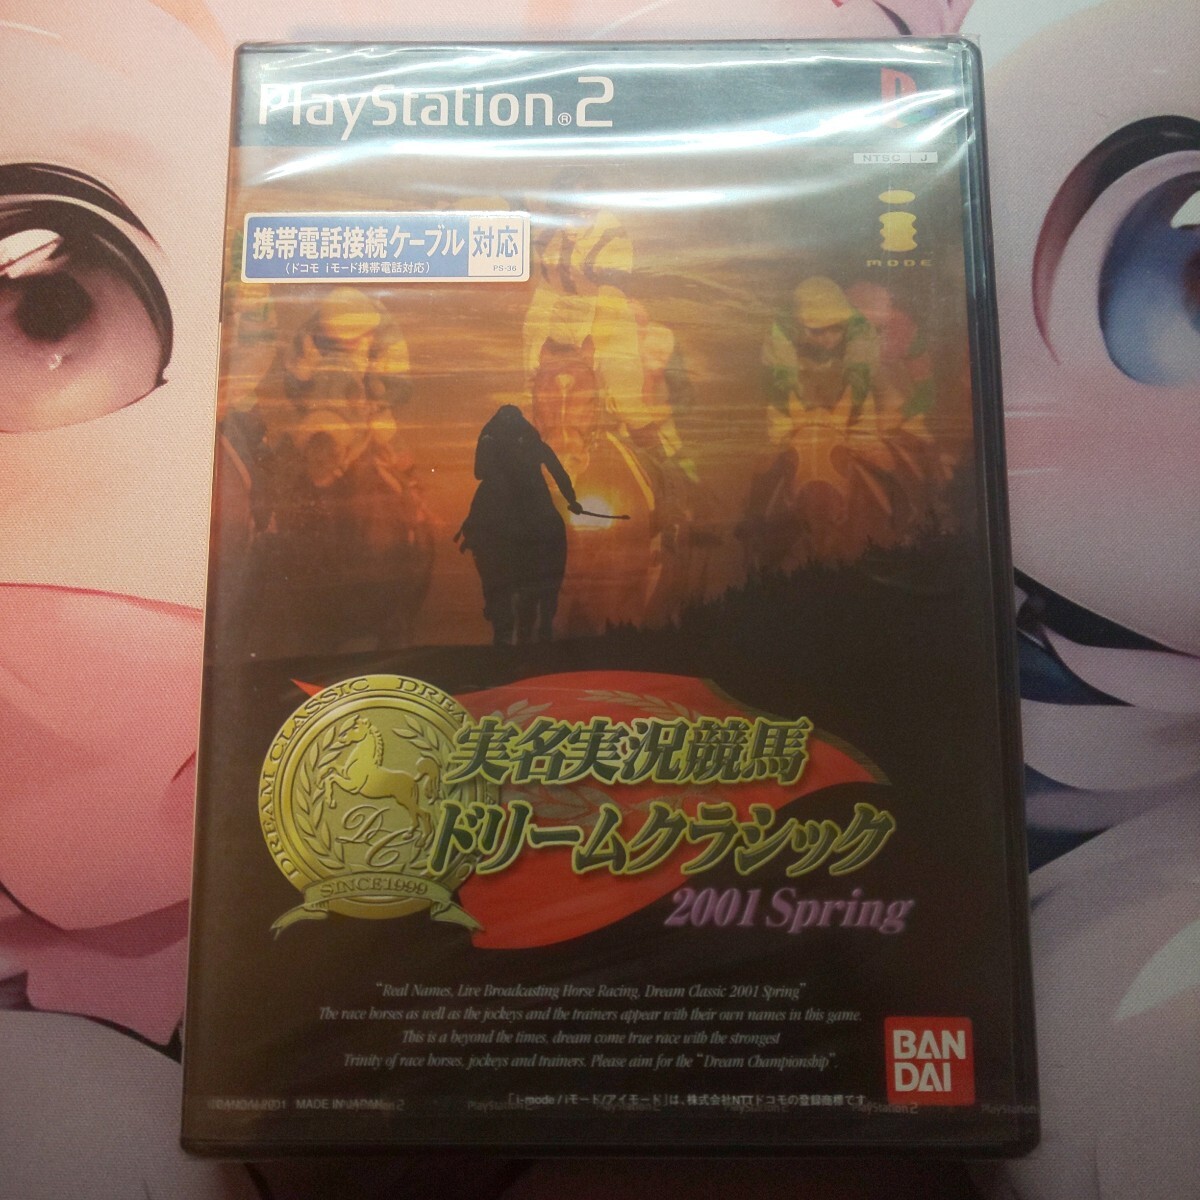 PlayStation®2
NTSC J
携帯電話接続ケーブル 対応
(ドコモ iモード携帯電話対応) PS-36
MODE
DREAM CLASSIC DREA
実名実況競馬
ドリームクラシック
2001 Spring
DC
SINCE1999
"Real Names, Live Broadcasting Horse Racing, Dream Classic 2001 Spring"
The race horses as well as the jockeys and the trainers appear with their own names in this game.
This is a beyond the times, dream come true race with the strongest
Trinity of race horses, jockeys and trainers. Please aim for the "Dream Championship".
BAN
DAI
©BANDAI 2001 MADE IN JAPAN
「i-mode/iモード/アイモード」は、株式会社NTTドコモの登録商標です
PlayStation 2